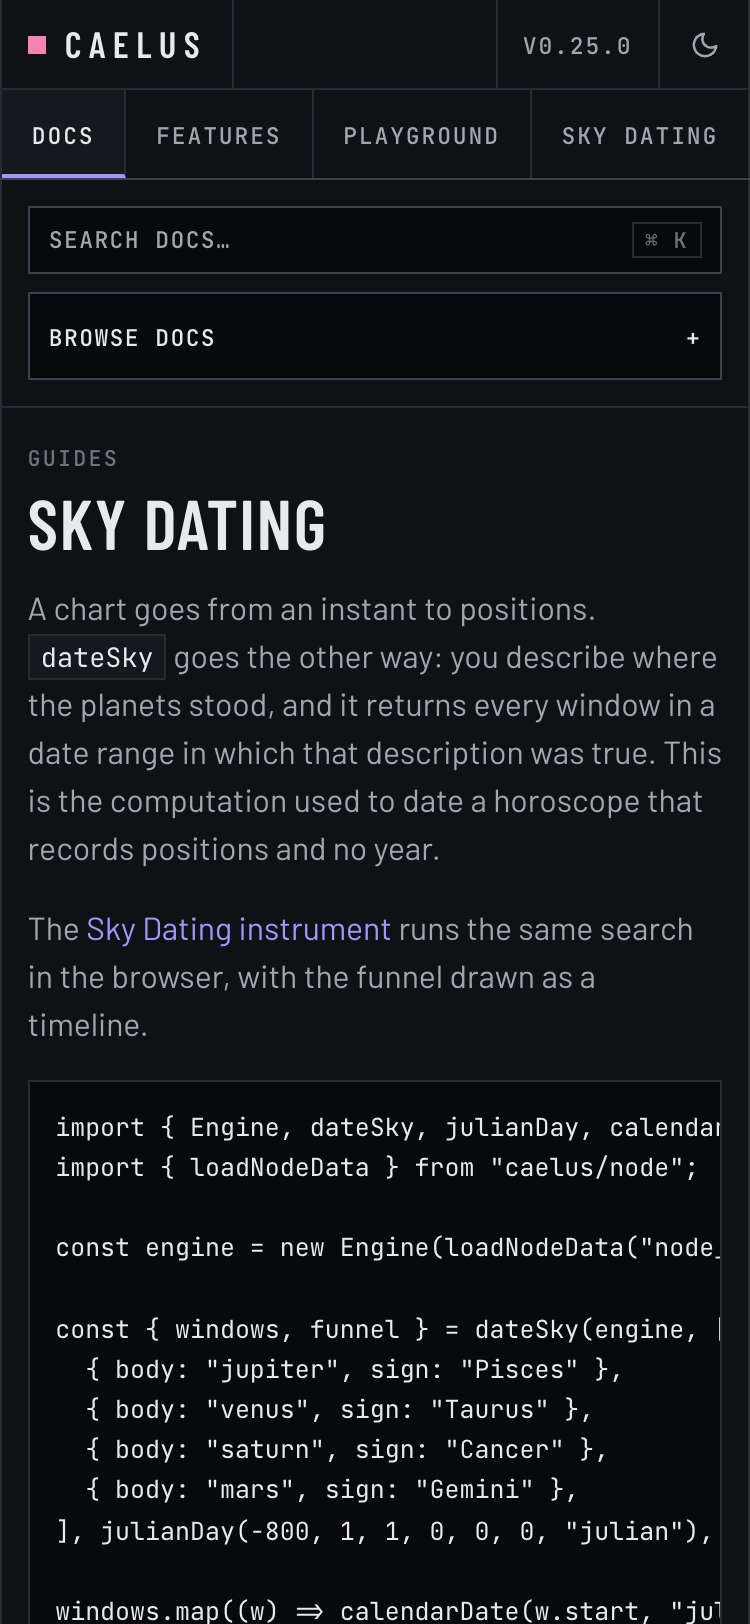 CAELUS
V0.25.0
DOCS
FEATURES
PLAYGROUND
SKY DATING
SEARCH DOCS…
⌘ K
BROWSE DOCS
+
GUIDES
SKY DATING
A chart goes from an instant to positions.
dateSky goes the other way: you describe where
the planets stood, and it returns every window in a
date range in which that description was true. This
is the computation used to date a horoscope that
records positions and no year.
The Sky Dating instrument runs the same search
in the browser, with the funnel drawn as a
timeline.
import { Engine, dateSky, julianDay, calendar
import { loadNodeData } from "caelus/node";
const engine = new Engine(loadNodeData("node_
const { windows, funnel } = dateSky(engine, [
  { body: "jupiter", sign: "Pisces" },
  { body: "venus", sign: "Taurus" },
  { body: "saturn", sign: "Cancer" },
  { body: "mars", sign: "Gemini" },
], julianDay(-800, 1, 1, 0, 0, 0, "julian"),
windows.map((w) => calendarDate(w.start, "jul